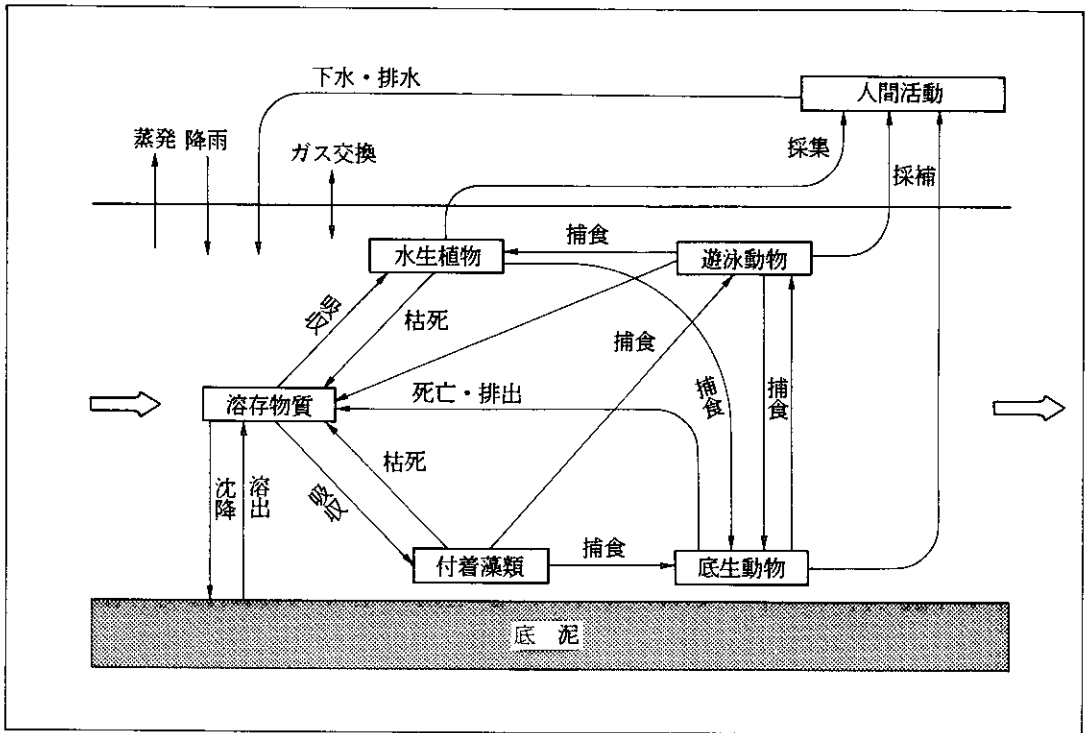 下水・排水
人間活動
蒸発 降雨
ガス交換
採集
採補
水生植物
捕食
遊泳動物
吸収
枯死
捕食
溶存物質
死亡・排出
捕食
捕食
枯死
沈降
溶出
吸収
付着藻類
捕食
底生動物
底 泥